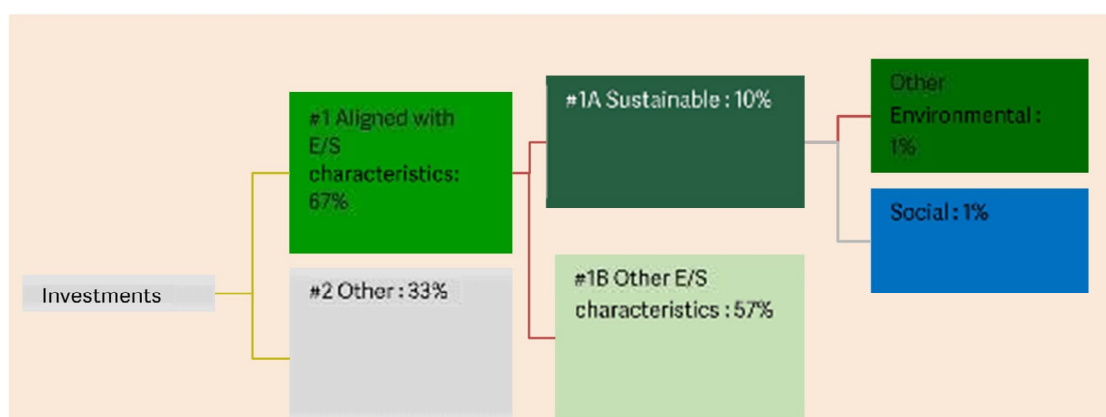 Investments
#1 Aligned with
E/S
characteristics:
67%
#2 Other : 33%
#1A Sustainable : 10%
#1B Other E/S
characteristics : 57%
Other
Environmental :
1%
Social : 1%